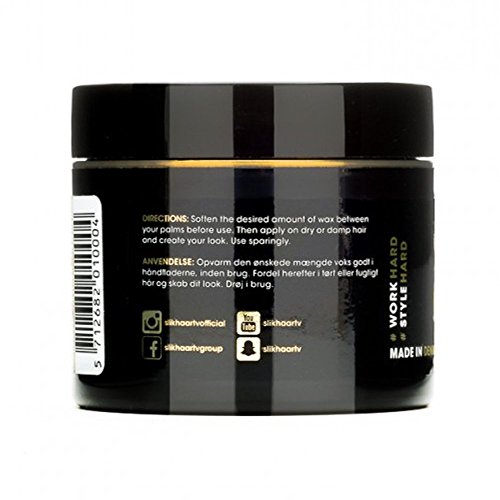 DIRECTIONS: Soften the desired amount of wax between
your palms before use. Then apply on dry or damp hair
and create your look. Use sparingly.
ANVENDELSE: Opvarm den ønskede mængde voks godt i
håndfladerne, inden brug. Fordel herefter i tørt eller fugtigt
hår og skab dit look. Drøj i brug.
slikhaartvofficial
You
Tube
slikhaartv
slikhaartvgroup
slikhaartv
# WORK HARD
# STYLE HARD
MADE IN
5 712682 010004